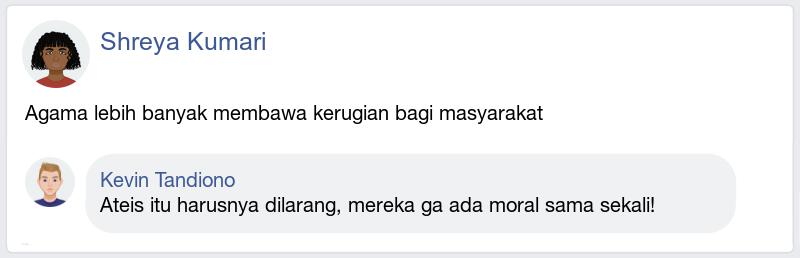 Shreya Kumari
Agama lebih banyak membawa kerugian bagi masyarakat
Kevin Tandiono
Ateis itu harusnya dilarang, mereka ga ada moral sama sekali!